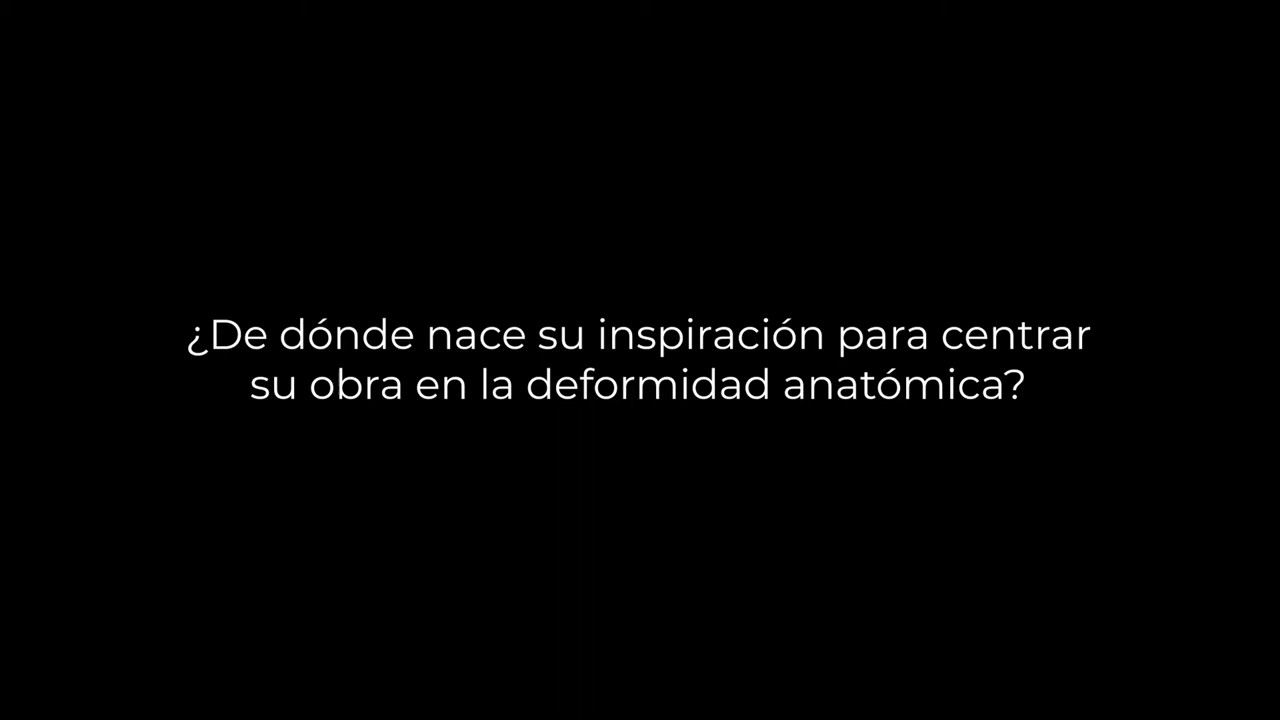 ¿De dónde nace su inspiración para centrar
su obra en la deformidad anatómica?